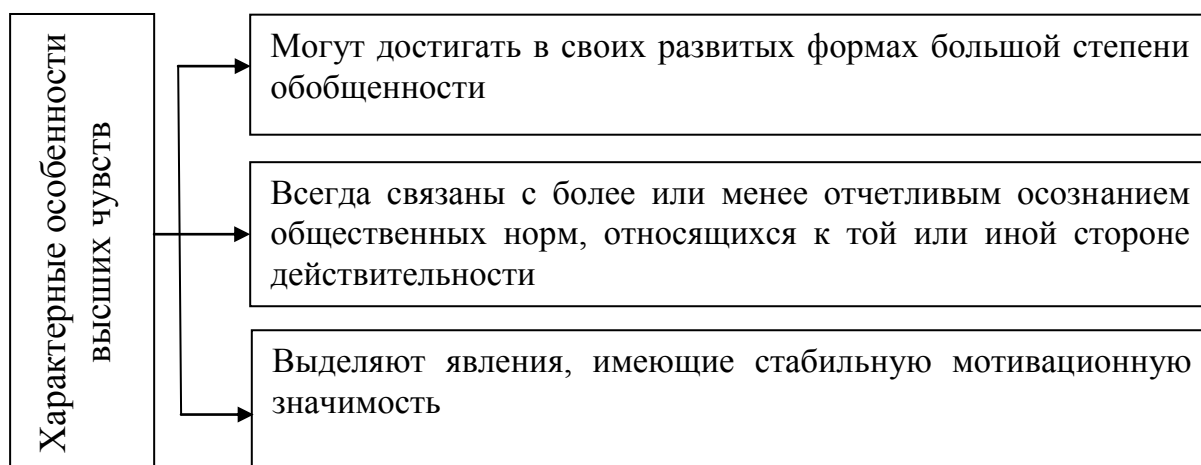 Характерные особенности
высших чувств
Могут достигать в своих развитых формах большой степени
обобщенности
Всегда связаны с более или менее отчетливым осознанием
общественных норм, относящихся к той или иной стороне
действительности
Выделяют явления, имеющие стабильную мотивационную
значимость